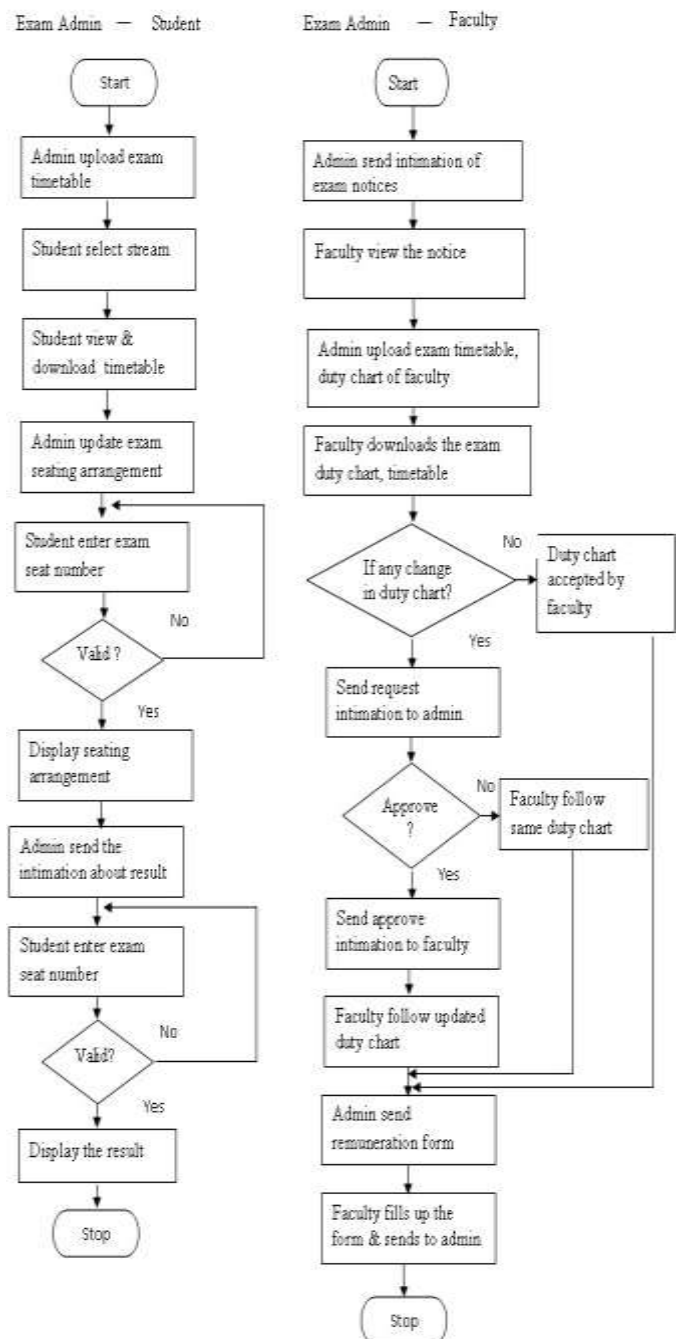 Exam Admin — Student
Start
Admin upload exam
timetable
Student select stream
Student view &
download timetable
Admin update exam
seating arrangement
Student enter exam
seat number
No
Valid ?
Yes
Display seating
arrangement
Admin send the
intimation about result
Student enter exam
seat number
No
Valid?
Yes
Display the result
Stop
Exam Admin — Faculty
Start
Admin send intimation of
exam notices
Faculty view the notice
Admin upload exam timetable,
duty chart of faculty
Faculty downloads the exam
duty chart, timetable
If any change
in duty chart?
No
Duty chart
accepted by
faculty
Yes
Send request
intimation to admin
Approve
?
No
Faculty follow
same duty chart
Yes
Send approve
intimation to faculty
Faculty follow updated
duty chart
Admin send
remuneration form
Faculty fills up the
form & sends to admin
Stop